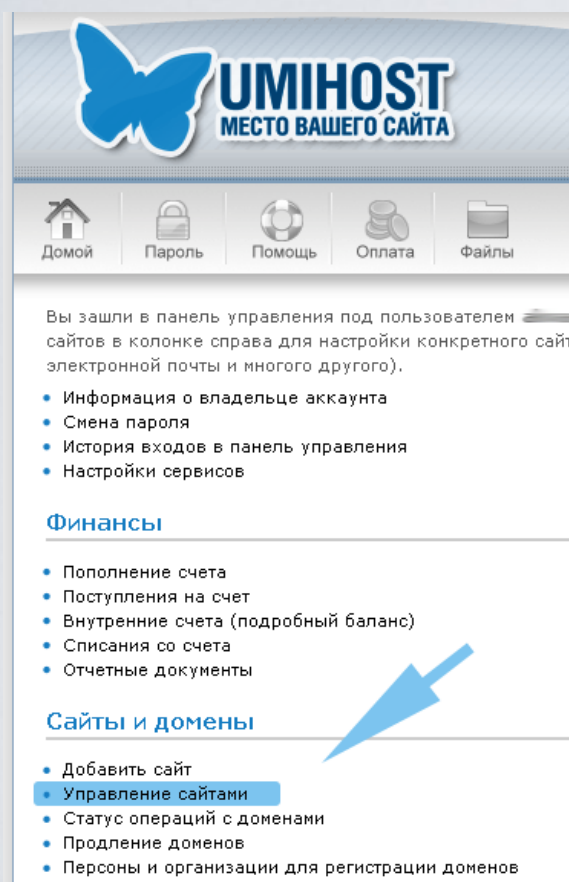 UMIHOST
МЕСТО ВАШЕГО САЙТА
Домой Пароль Помощь Оплата Файлы
Вы зашли в панель управления под пользователем
сайтов в колонке справа для настройки конкретного сайт
электронной почты и многого другого).
• Информация о владельце аккаунта
• Смена пароля
• История входов в панель управления
• Настройки сервисов
Финансы
• Пополнение счета
• Поступления на счет
• Внутренние счета (подробный баланс)
• Списания со счета
• Отчетные документы
Сайты и домены
• Добавить сайт
• Управление сайтами
• Статус операций с доменами
• Продление доменов
• Персоны и организации для регистрации доменов